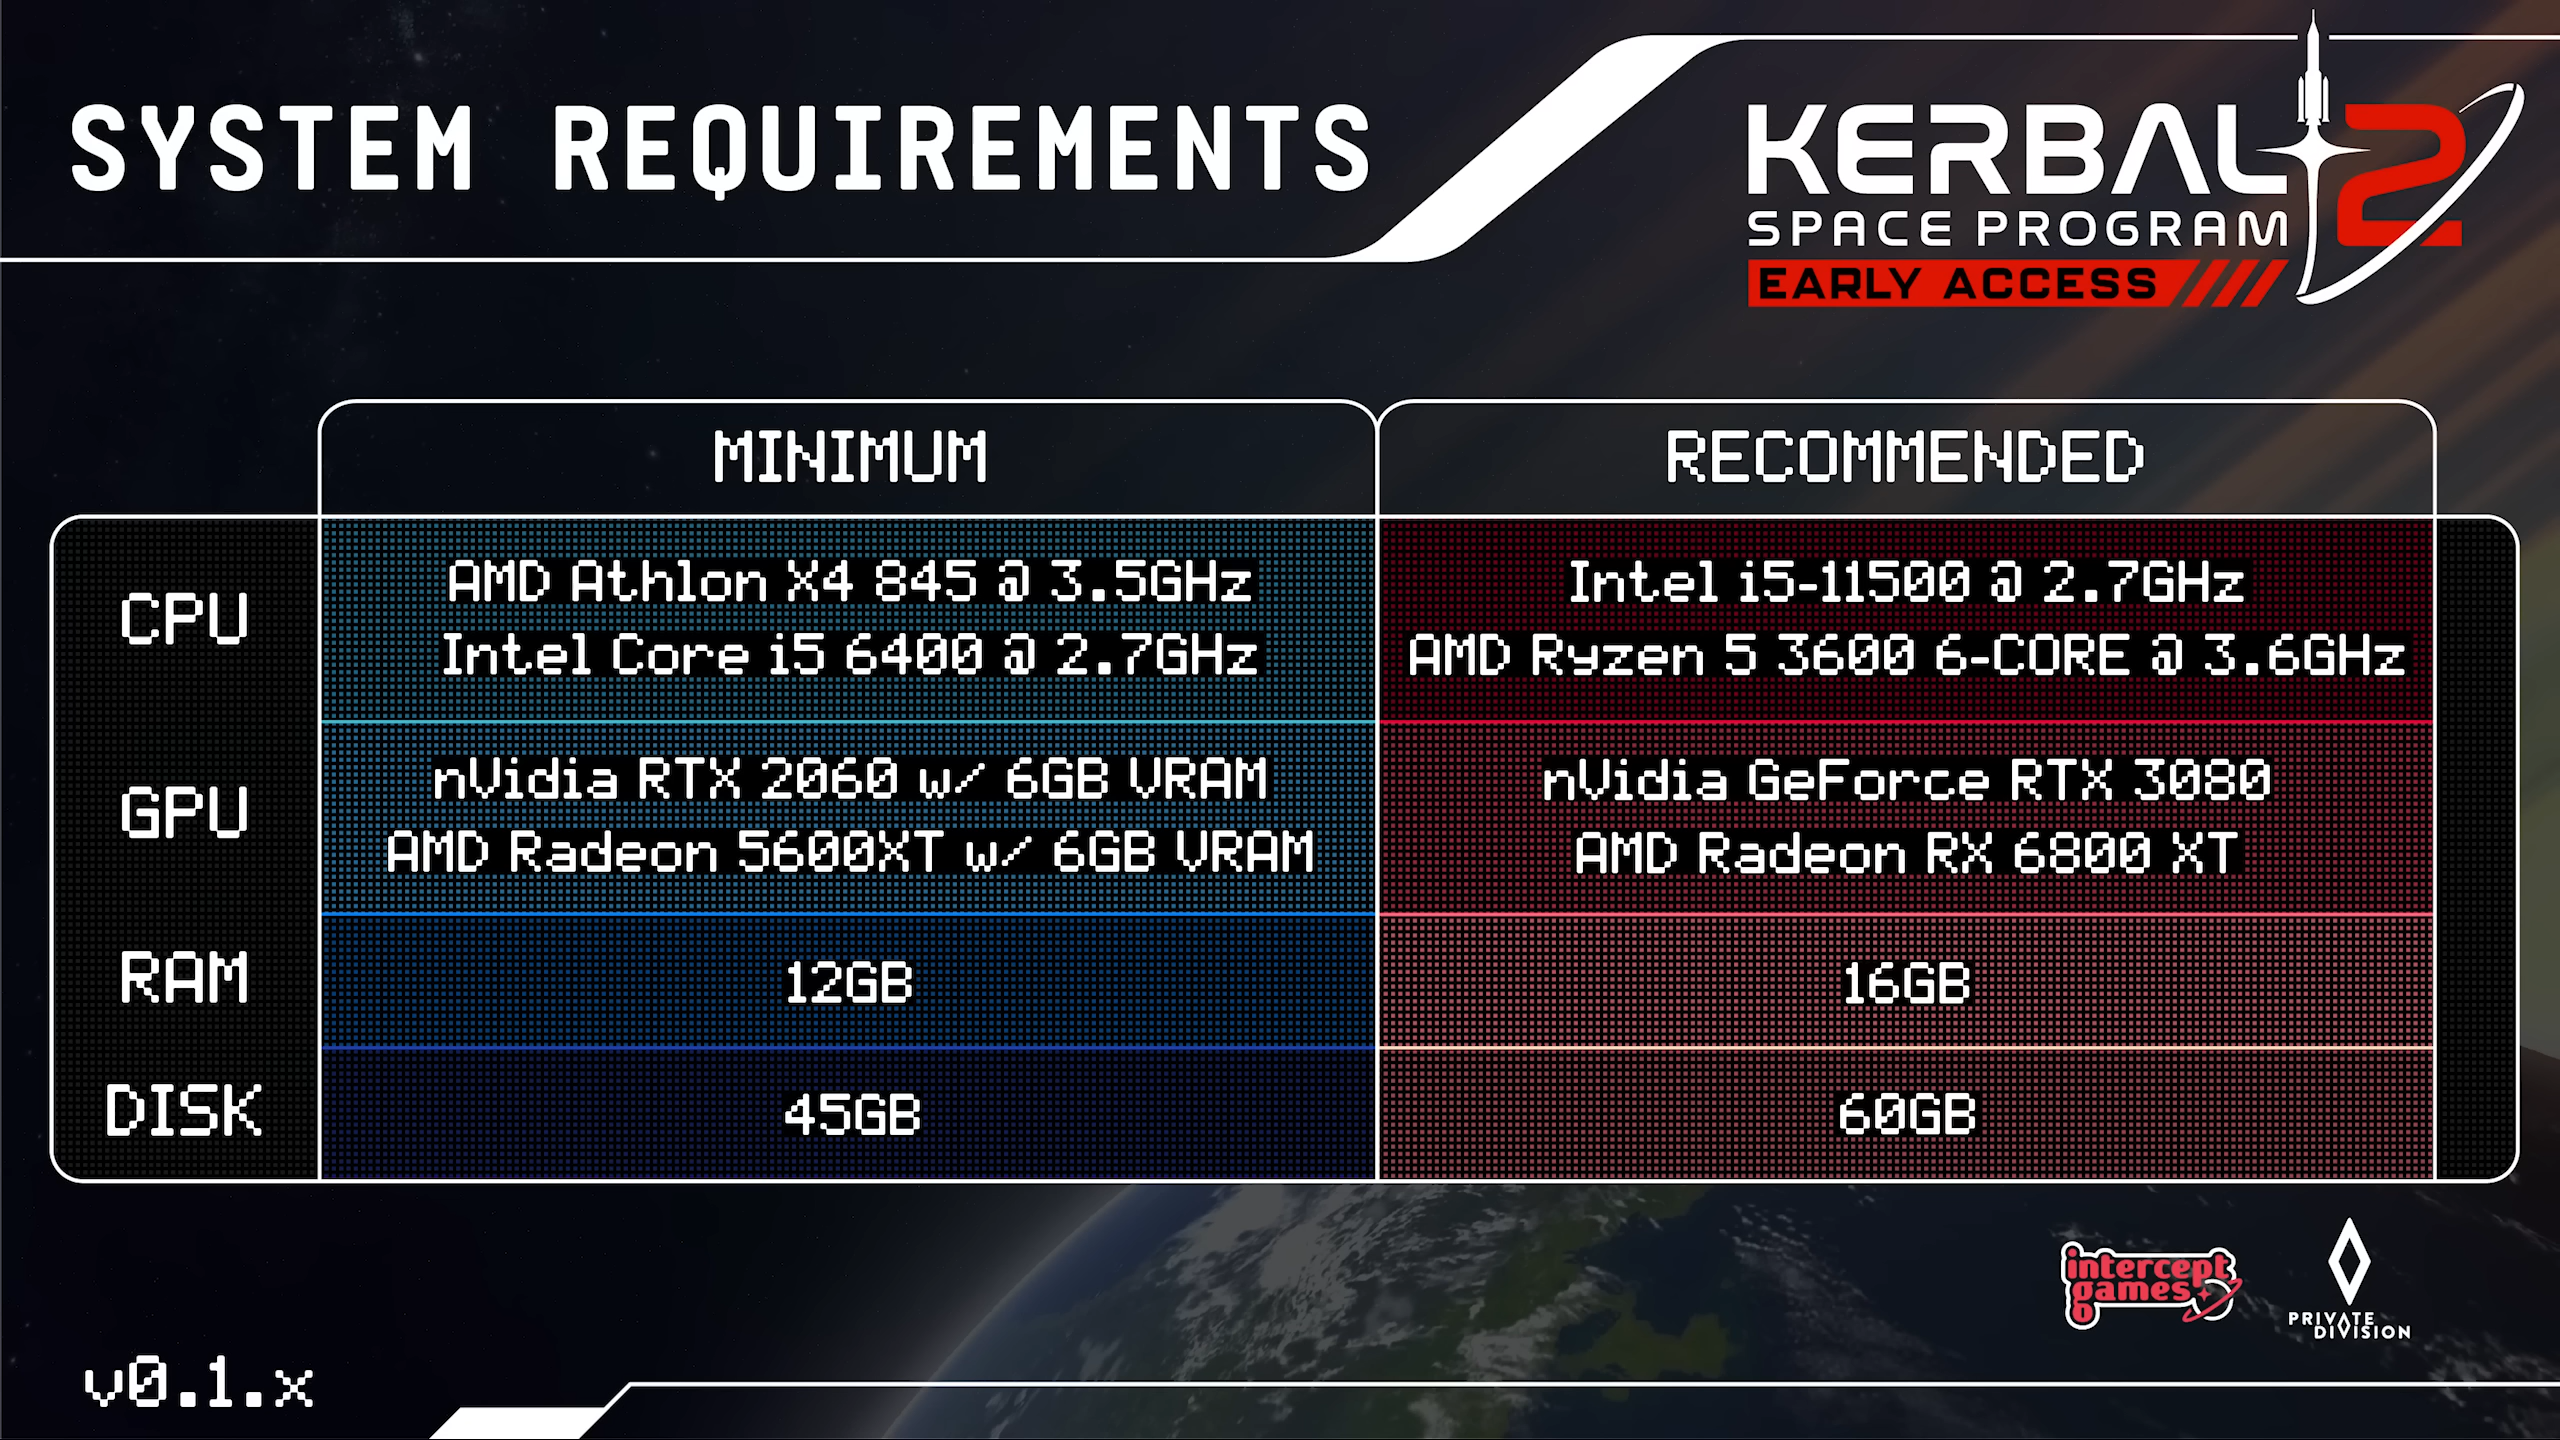 SYSTEM REQUIREMENTS
KERBAL 2
SPACE PROGRAM
EARLY ACCESS
MINIMUM
RECOMMENDED
CPU
AMD Athlon X4 845 @ 3.5GHz
Intel Core i5 6400 @ 2.7GHz
Intel i5-11500 @ 2.7GHz
AMD Ryzen 5 3600 6-CORE @ 3.6GHz
GPU
nVidia RTX 2060 w/ 6GB VRAM
AMD Radeon 5600XT w/ 6GB VRAM
nVidia GeForce RTX 3080
AMD Radeon RX 6800 XT
RAM
12GB
16GB
DISK
45GB
60GB
intercept
games
PRIVATE
DIVISION
v0.1.x